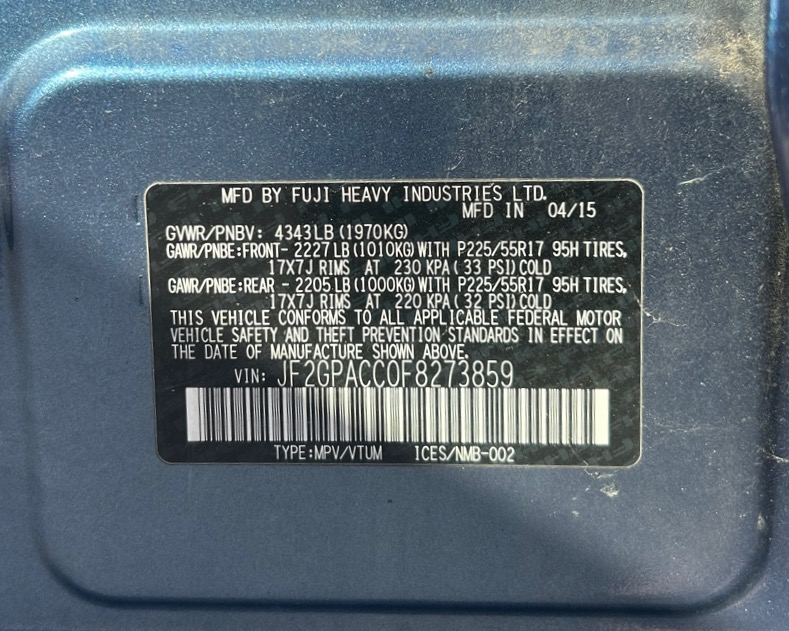 MFD BY FUJI HEAVY INDUSTRIES LTD.
MFD IN 04/15
GVWR/PNBV: 4343LB(1970KG)
GAWR/PNBE:FRONT- 2227LB(1010KG)WITH P225/55R17 95H TIRES,
17X7J RIMS AT 230 KPA( 33 PSI)COLD
GAWR/PNBE:REAR - 2205LB(1000KG)WITH P225/55R17 95H TIRES,
17X7J RIMS AT 220 KPA( 32 PSI)COLD
THIS VEHICLE CONFORMS TO ALL APPLICABLE FEDERAL MOTOR
VEHICLE SAFETY AND THEFT PREVENTION STANDARDS IN EFFECT ON
THE DATE OF MANUFACTURE SHOWN ABOVE.
VIN: JF2GPACC0F8273859
TYPE:MPV/VTUM ICES/NMB-002